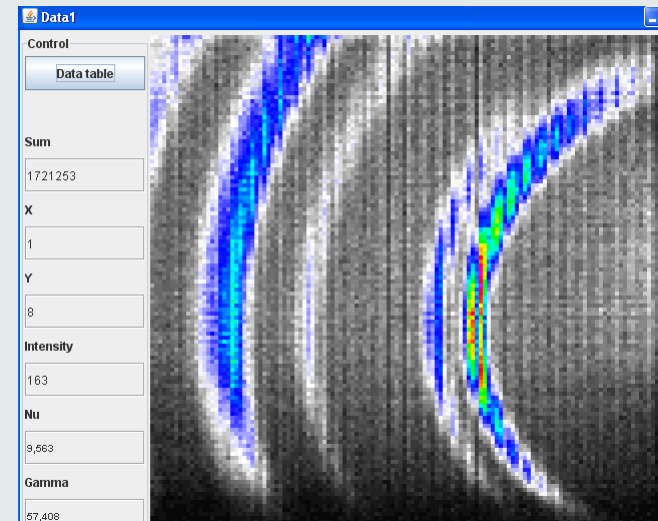 Data1
Control
Data table
Sum
1721253
X
1
Y
8
Intensity
163
Nu
9,563
Gamma
57,408